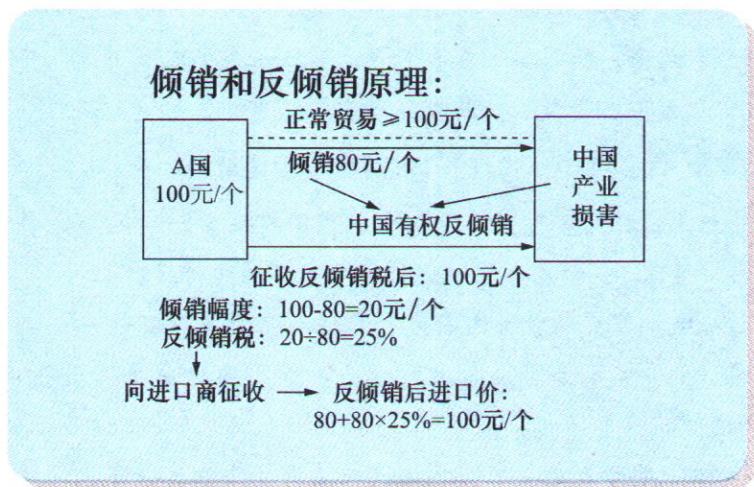 倾销和反倾销原理：
正常贸易≥100元/个
A国
100元/个
倾销80元/个
中国
产业
损害
中国有权反倾销
征收反倾销税后：100元/个
倾销幅度：100-80=20元/个
反倾销税：20÷80=25%
向进口商征收
反倾销后进口价：
80+80×25%=100元/个